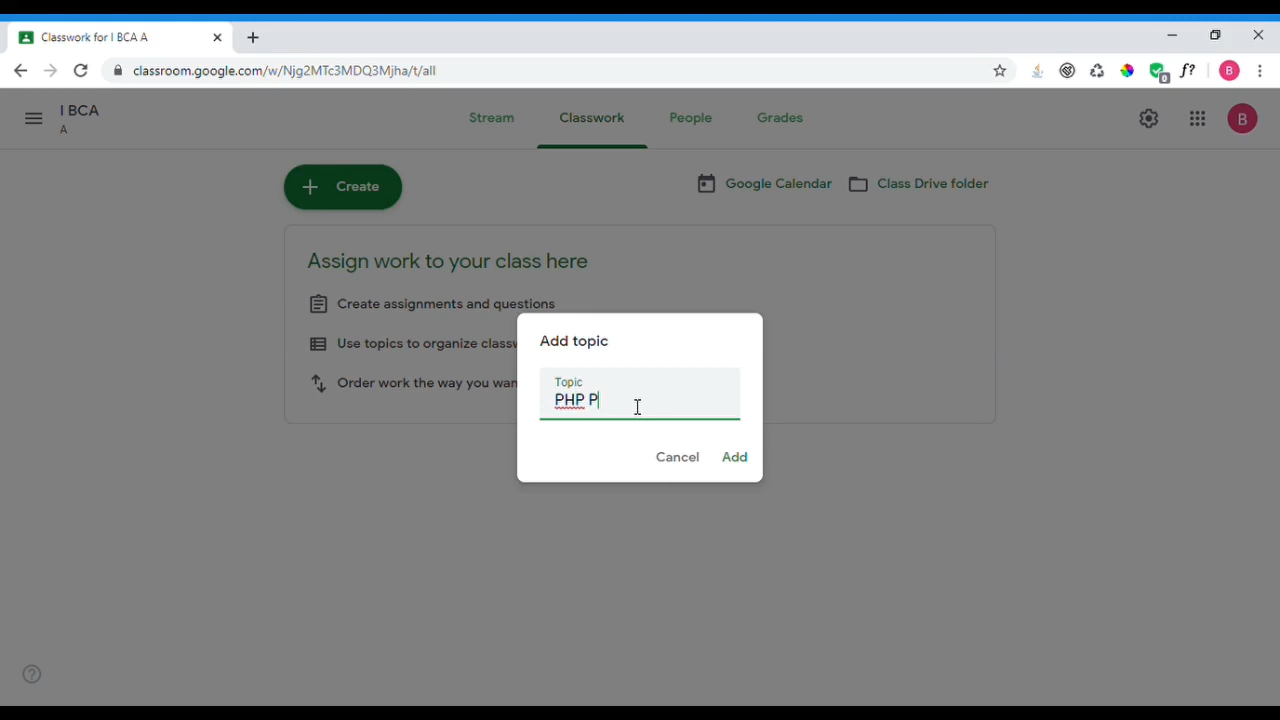 Classwork for I BCA A
classroom.google.com/w/Njg2MTc3MDQ3Mjha/t/all
0
f?
B
I BCA
A
Stream
Classwork
People
Grades
B
Create
Google Calendar
Class Drive folder
Assign work to your class here
Create assignments and questions
Use topics to organize classw
Order work the way you wan
Add topic
Topic
PHP P
Cancel
Add